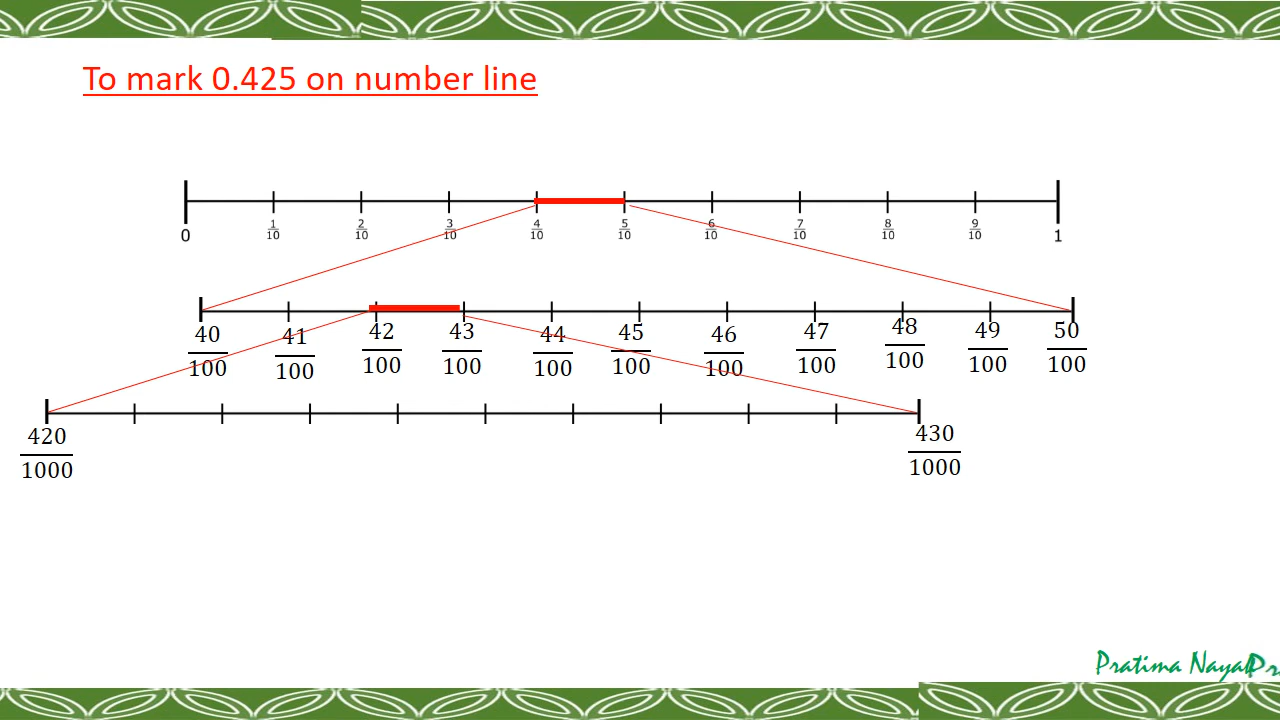 To mark 0.425 on number line
0 1/10 2/10 3/10 4/10 5/10 6/10 7/10 8/10 9/10 1
40/100 41/100 42/100 43/100 44/100 45/100 46/100 47/100 48/100 49/100 50/100
420/1000 430/1000
Pratima Nayak